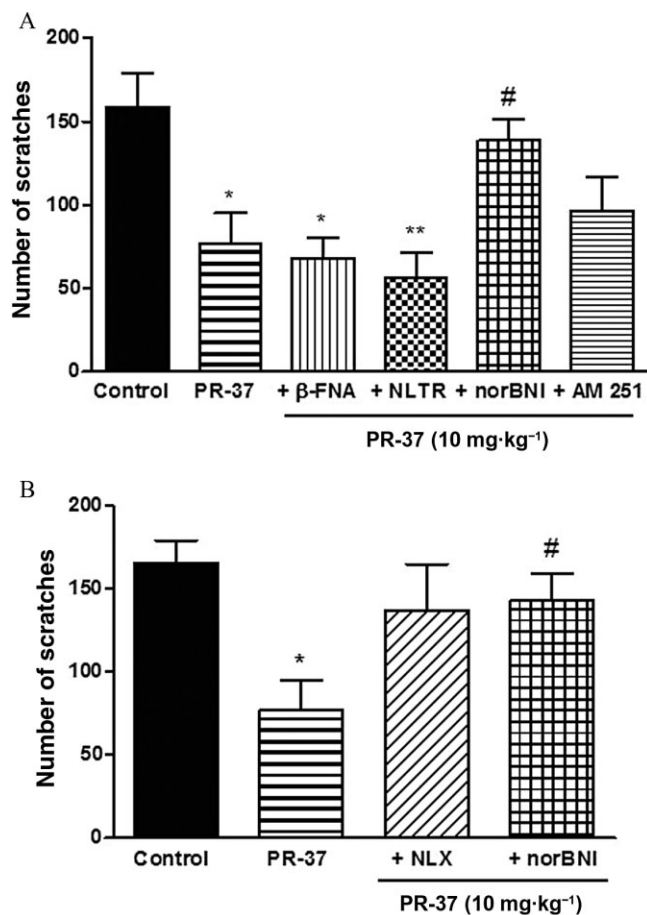 A
Number of scratches
200
150
100
50
0
*
*
**
#
Control PR-37 + β-FNA + NLTR + norBNI + AM 251
PR-37 (10 mg·kg⁻¹)
B
Number of scratches
200
150
100
50
0
*
#
Control PR-37 + NLX + norBNI
PR-37 (10 mg·kg⁻¹)